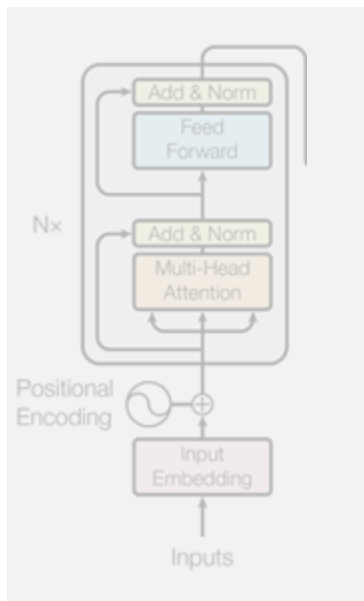 Add & Norm
Feed
Forward
Nx
Add & Norm
Multi-Head
Attention
Positional
Encoding
Input
Embedding
Inputs